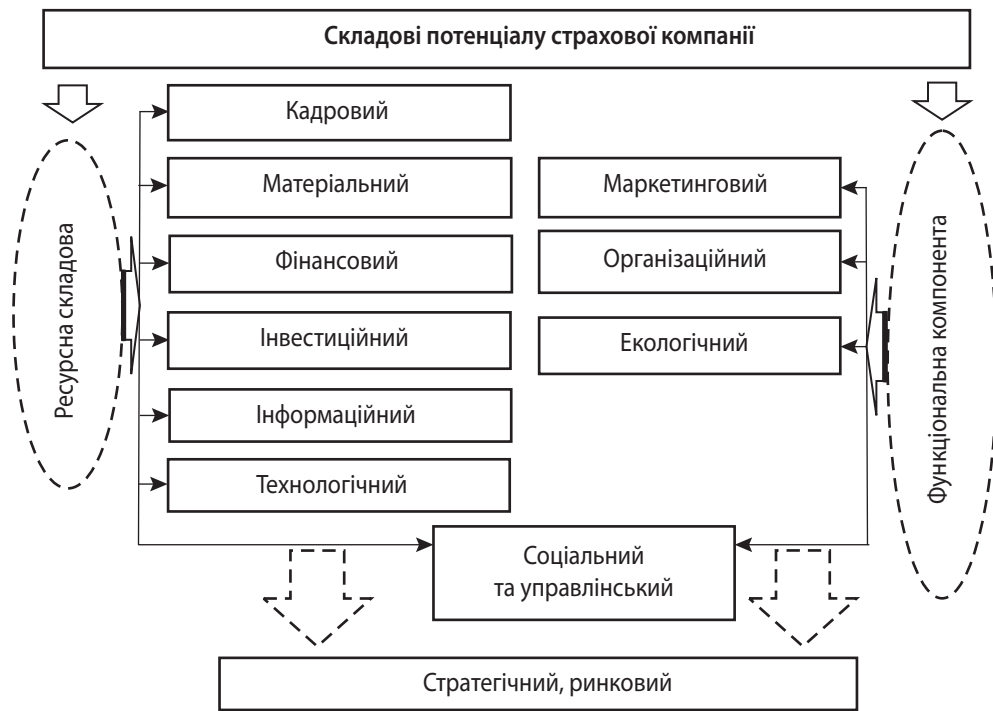 Складові потенціалу страхової компанії
Ресурсна складова
Кадровий
Матеріальний
Фінансовий
Інвестиційний
Інформаційний
Технологічний
Маркетинговий
Організаційний
Екологічний
Функціональна компонента
Соціальний
та управлінський
Стратегічний, ринковий